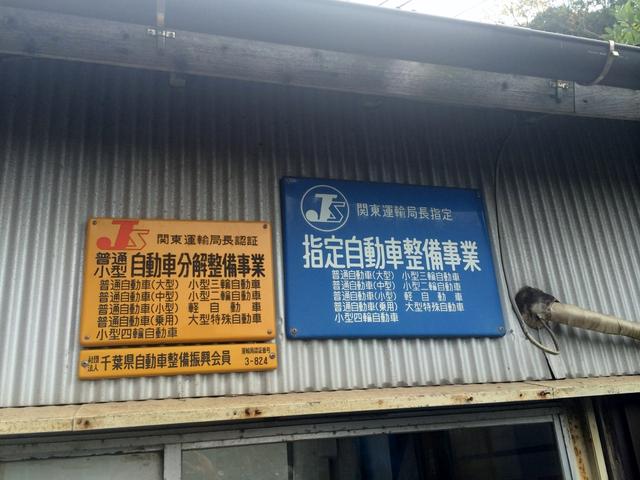 JS 関東運輸局長認証
普通
小型 自動車分解整備事業
普通自動車(大型) 小型三輪自動車
普通自動車(中型) 小型二輪自動車
普通自動車(小型) 軽自動車
普通自動車(乗用) 大型特殊自動車
小型四輪自動車
社団
法人 千葉県自動車整備振興会員
3-824
JS 関東運輸局長指定
指定自動車整備事業
普通自動車(大型) 小型三輪自動車
普通自動車(中型) 小型二輪自動車
普通自動車(小型) 軽自動車
普通自動車(乗用) 大型特殊自動車
小型四輪自動車